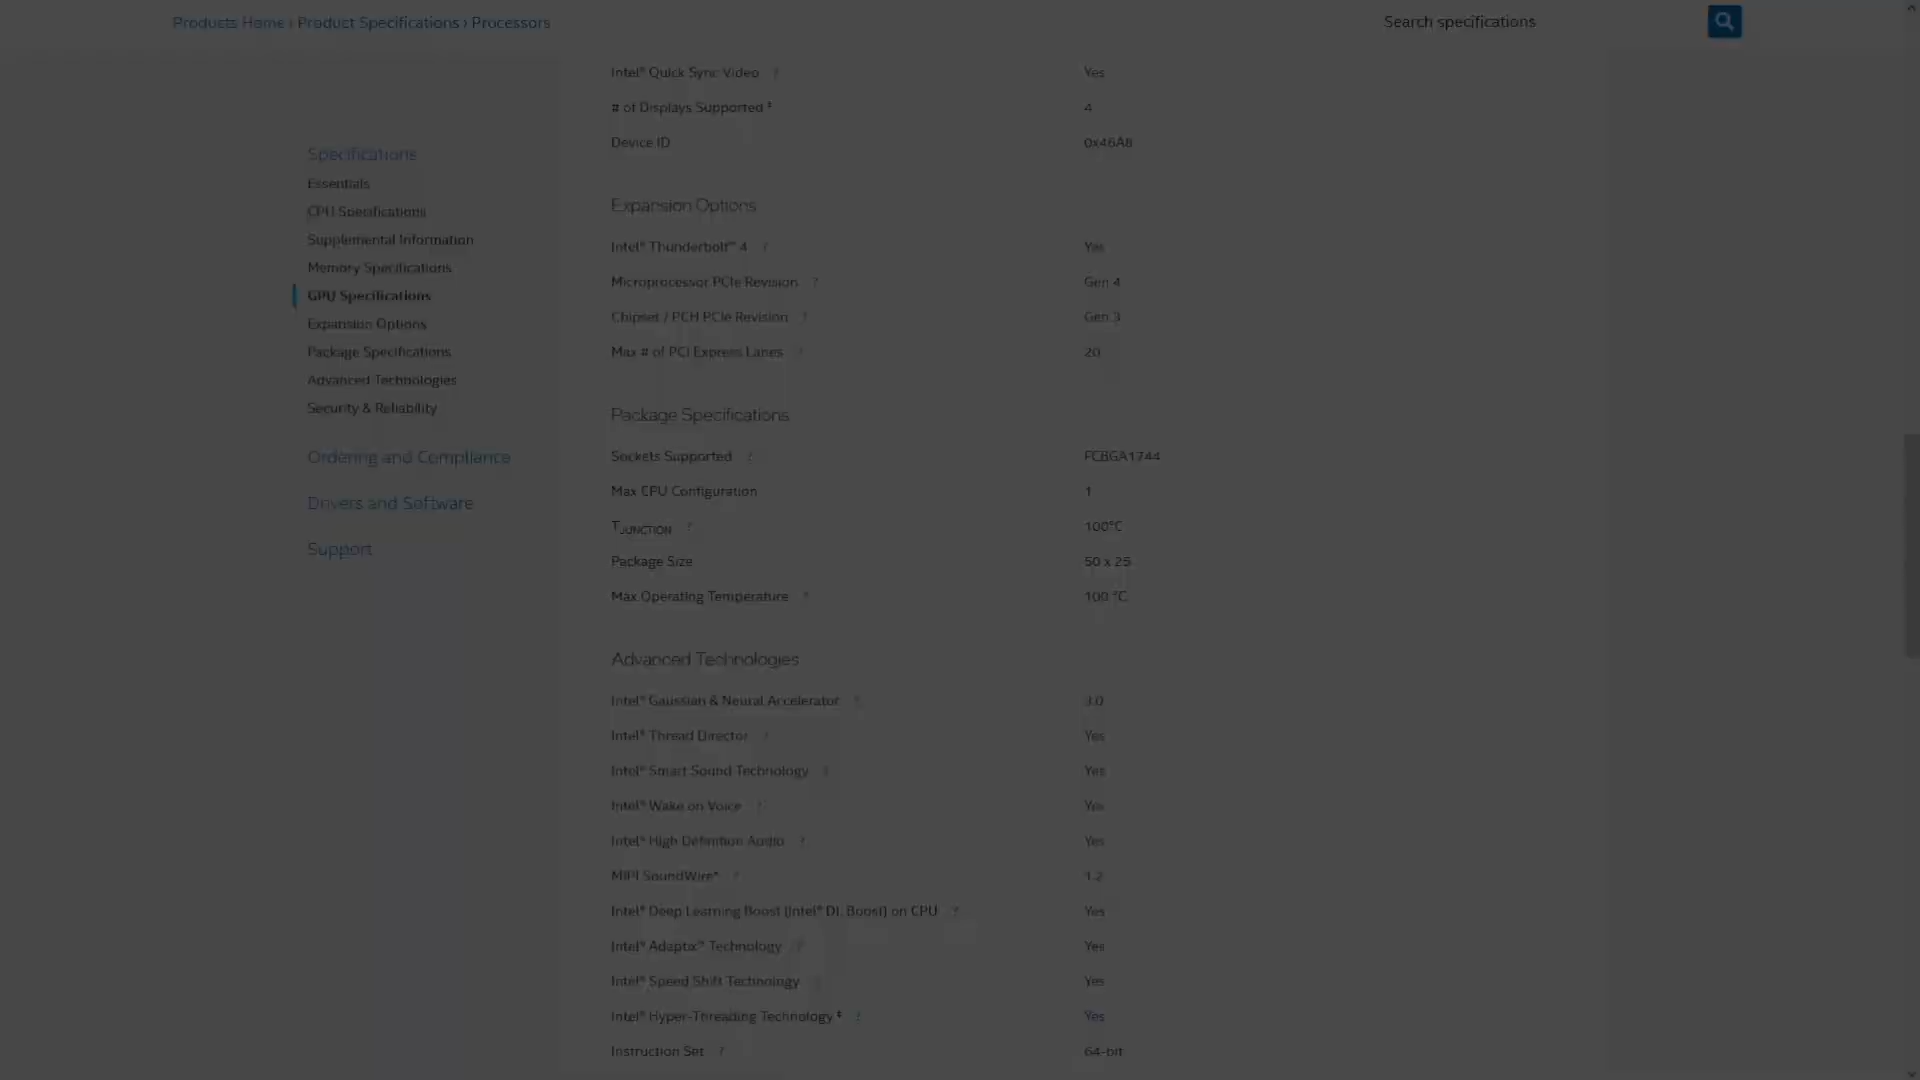 Products Home › Product Specifications › Processors
Search specifications
Intel® Quick Sync Video ? Yes
# of Displays Supported ‡ 4
Device ID 0x46A8
Specifications
Essentials
CPU Specifications
Supplemental Information
Memory Specifications
GPU Specifications
Expansion Options
Package Specifications
Advanced Technologies
Security & Reliability
Ordering and Compliance
Drivers and Software
Support
Expansion Options
Intel® Thunderbolt™ 4 ? Yes
Microprocessor PCIe Revision ? Gen 4
Chipset / PCH PCIe Revision ? Gen 3
Max # of PCI Express Lanes ? 20
Package Specifications
Sockets Supported ? FCBGA1744
Max CPU Configuration 1
TJUNCTION ? 100°C
Package Size 50 x 25
Max Operating Temperature ? 100 °C
Advanced Technologies
Intel® Gaussian & Neural Accelerator ? 3.0
Intel® Thread Director ? Yes
Intel® Smart Sound Technology ? Yes
Intel® Wake on Voice ? Yes
Intel® High Definition Audio ? Yes
MIPI SoundWire* ? 1.2
Intel® Deep Learning Boost (Intel® DL Boost) on CPU ? Yes
Intel® Adaptix™ Technology ? Yes
Intel® Speed Shift Technology Yes
Intel® Hyper-Threading Technology ‡ ? Yes
Instruction Set ? 64-bit